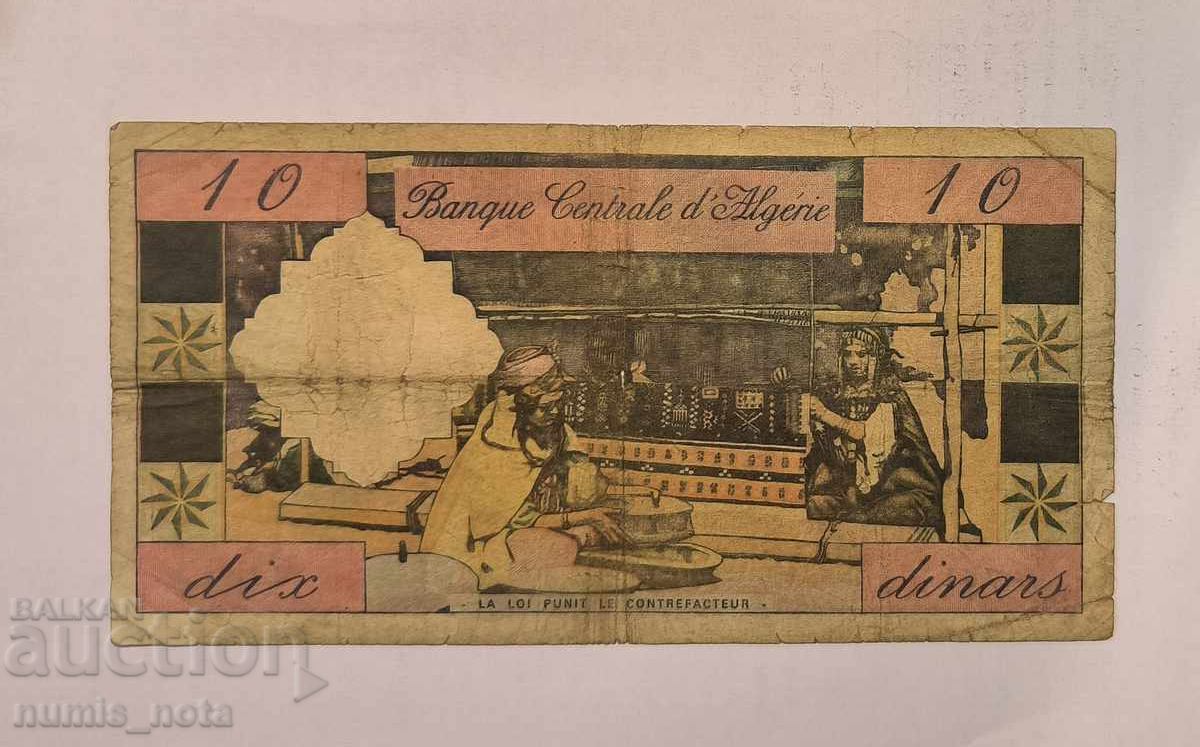 10
Banque Centrale d'Algérie
10
dix
dinars
- LA LOI PUNIT LE CONTREFACTEUR -
BALKAN
auction
numis_nota